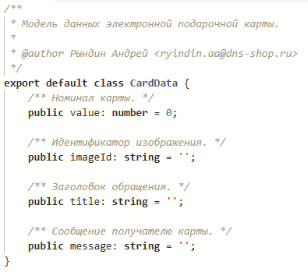 /**
 * Модель данных электронной подарочной карты.
 *
 * @author Рындин Андрей <ryindin.aa@dns-shop.ru>
 */
export default class CardData {
    /** Номинал карты. */
    public value: number = 0;

    /** Идентификатор изображения. */
    public imageId: string = '';

    /** Заголовок обращения. */
    public title: string = '';

    /** Сообщение получателю карты. */
    public message: string = '';
}